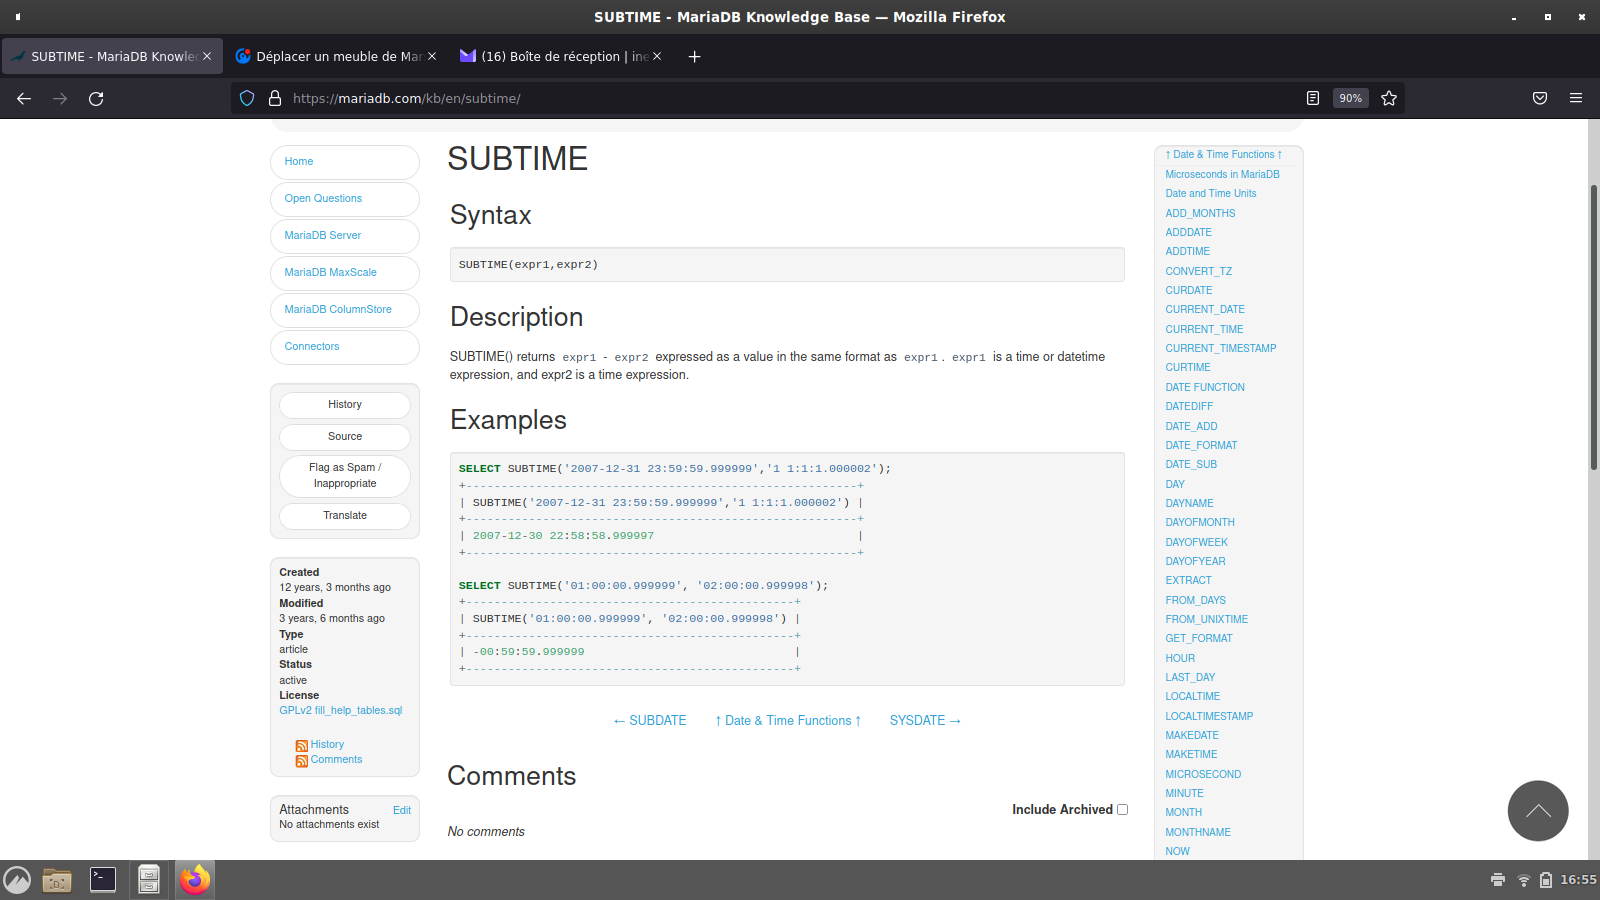 SUBTIME - MariaDB Knowledge Base — Mozilla Firefox
SUBTIME - MariaDB Knowled
Déplacer un meuble de Mar
(16) Boîte de réception | ine
https://mariadb.com/kb/en/subtime/
90%
Home
Open Questions
MariaDB Server
MariaDB MaxScale
MariaDB ColumnStore
Connectors
History
Source
Flag as Spam /
Inappropriate
Translate
Created
12 years, 3 months ago
Modified
3 years, 6 months ago
Type
article
Status
active
License
GPLv2 fill_help_tables.sql
History
Comments
Attachments Edit
No attachments exist
SUBTIME
Syntax
SUBTIME(expr1,expr2)
Description
SUBTIME() returns expr1 - expr2 expressed as a value in the same format as expr1 . expr1 is a time or datetime
expression, and expr2 is a time expression.
Examples
SELECT SUBTIME('2007-12-31 23:59:59.999999','1 1:1:1.000002');
+--------------------------------------------------------+
| SUBTIME('2007-12-31 23:59:59.999999','1 1:1:1.000002') |
+--------------------------------------------------------+
| 2007-12-30 22:58:58.999997                             |
+--------------------------------------------------------+
SELECT SUBTIME('01:00:00.999999', '02:00:00.999998');
+-----------------------------------------------+
| SUBTIME('01:00:00.999999', '02:00:00.999998') |
+-----------------------------------------------+
| -00:59:59.999999                              |
+-----------------------------------------------+
← SUBDATE ↑ Date & Time Functions ↑ SYSDATE →
Comments
Include Archived
No comments
↑ Date & Time Functions ↑
Microseconds in MariaDB
Date and Time Units
ADD_MONTHS
ADDDATE
ADDTIME
CONVERT_TZ
CURDATE
CURRENT_DATE
CURRENT_TIME
CURRENT_TIMESTAMP
CURTIME
DATE FUNCTION
DATEDIFF
DATE_ADD
DATE_FORMAT
DATE_SUB
DAY
DAYNAME
DAYOFMONTH
DAYOFWEEK
DAYOFYEAR
EXTRACT
FROM_DAYS
FROM_UNIXTIME
GET_FORMAT
HOUR
LAST_DAY
LOCALTIME
LOCALTIMESTAMP
MAKEDATE
MAKETIME
MICROSECOND
MINUTE
MONTH
MONTHNAME
NOW
16:55